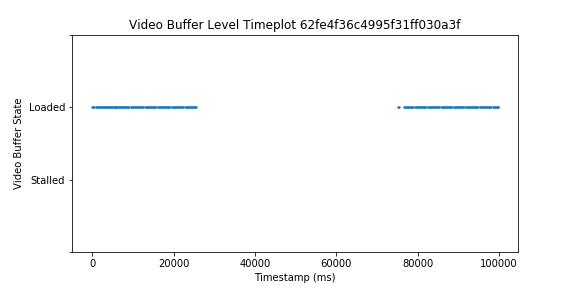 Video Buffer Level Timeplot 62fe4f36c4995f31ff030a3f
Video Buffer State
Loaded
Stalled
0 20000 40000 60000 80000 100000
Timestamp (ms)